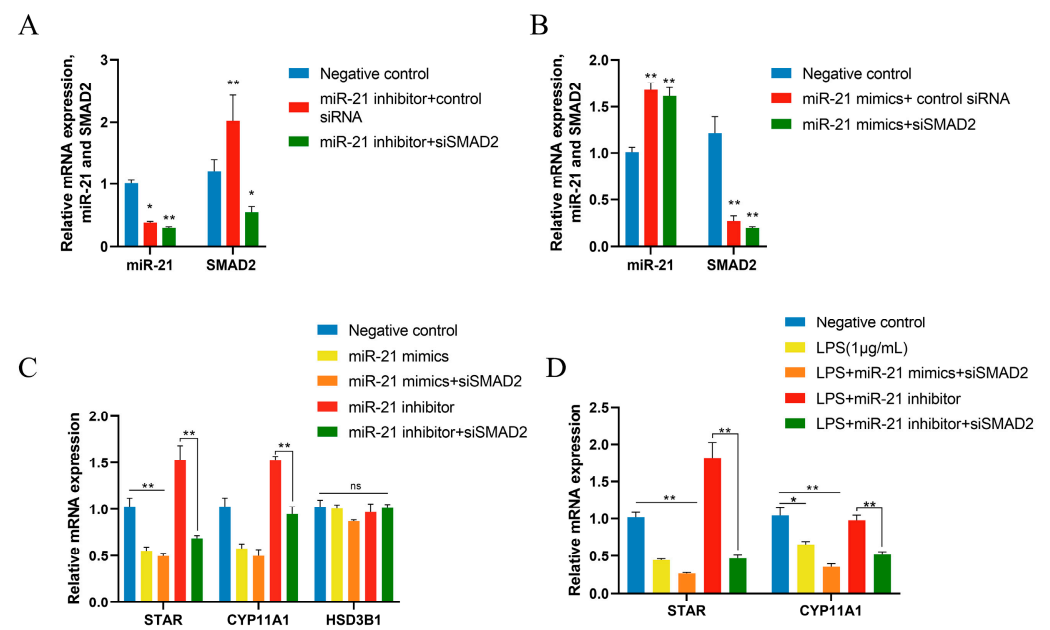 A
Relative mRNA expression,
miR-21 and SMAD2
3
2
1
0
**
*
**
*
miR-21
SMAD2
Negative control
miR-21 inhibitor+control
siRNA
miR-21 inhibitor+siSMAD2
B
Relative mRNA expression,
miR-21 and SMAD2
2.0
1.5
1.0
0.5
0.0
**
**
**
**
miR-21
SMAD2
Negative control
miR-21 mimics+ control siRNA
miR-21 mimics+siSMAD2
C
Negative control
miR-21 mimics
miR-21 mimics+siSMAD2
miR-21 inhibitor
miR-21 inhibitor+siSMAD2
Relative mRNA expression
2.0
1.5
1.0
0.5
0.0
**
**
**
ns
STAR
CYP11A1
HSD3B1
D
Negative control
LPS(1μg/mL)
LPS+miR-21 mimics+siSMAD2
LPS+miR-21 inhibitor
LPS+miR-21 inhibitor+siSMAD2
Relative mRNA expression
2.5
2.0
1.5
1.0
0.5
0.0
**
**
**
*
**
STAR
CYP11A1